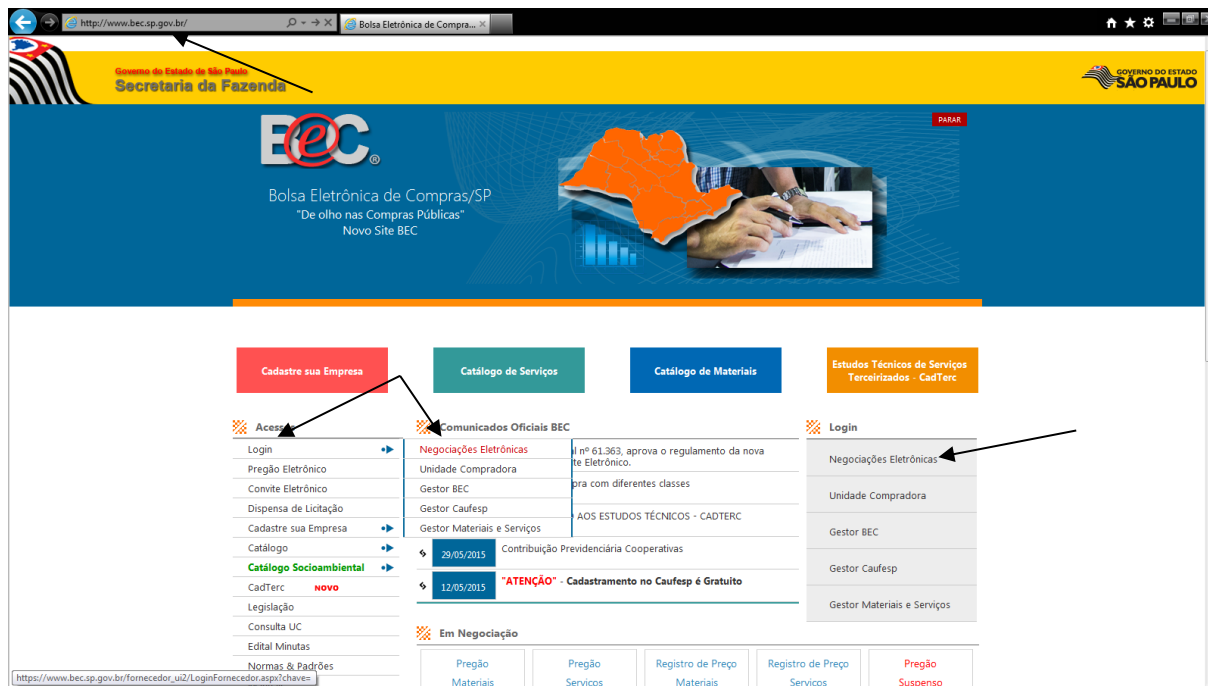 http://www.bec.sp.gov.br/
Bolsa Eletrônica de Compra...
Governo do Estado de São Paulo
Secretaria da Fazenda
GOVERNO DO ESTADO
SÃO PAULO
BeC®
PARAR
Bolsa Eletrônica de Compras/SP
"De olho nas Compras Públicas"
Novo Site BEC
Cadastre sua Empresa
Catálogo de Serviços
Catálogo de Materiais
Estudos Técnicos de Serviços
Terceirizados - CadTerc
Acesso
Login
Pregão Eletrônico
Convite Eletrônico
Dispensa de Licitação
Cadastre sua Empresa
Catálogo
Catálogo Socioambiental
CadTerc NOVO
Legislação
Consulta UC
Edital Minutas
Normas & Padrões
https://www.bec.sp.gov.br/fornecedor_ui2/LoginFornecedor.aspx?chave=
Comunicados Oficiais BEC
Negociações Eletrônicas
Unidade Compradora
Gestor BEC
Gestor Caufesp
Gestor Materiais e Serviços
nº 61.363, aprova o regulamento da nova
te Eletrônico.
pra com diferentes classes
AOS ESTUDOS TÉCNICOS - CADTERC
29/05/2015 Contribuição Previdenciária Cooperativas
12/05/2015 "ATENÇÃO" - Cadastramento no Caufesp é Gratuito
Em Negociação
Pregão
Materiais
Pregão
Serviços
Registro de Preço
Materiais
Registro de Preço
Serviços
Pregão
Suspenso
Login
Negociações Eletrônicas
Unidade Compradora
Gestor BEC
Gestor Caufesp
Gestor Materiais e Serviços